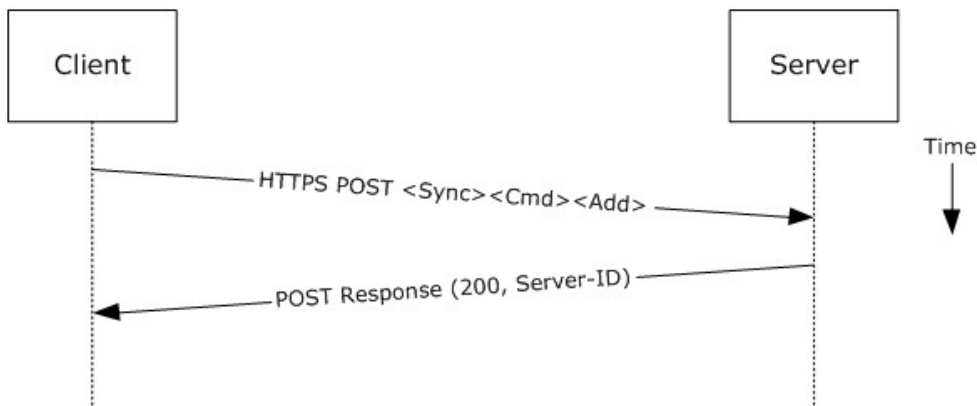 Client
Server
Time
HTTPS POST <Sync><Cmd><Add>
POST Response (200, Server-ID)